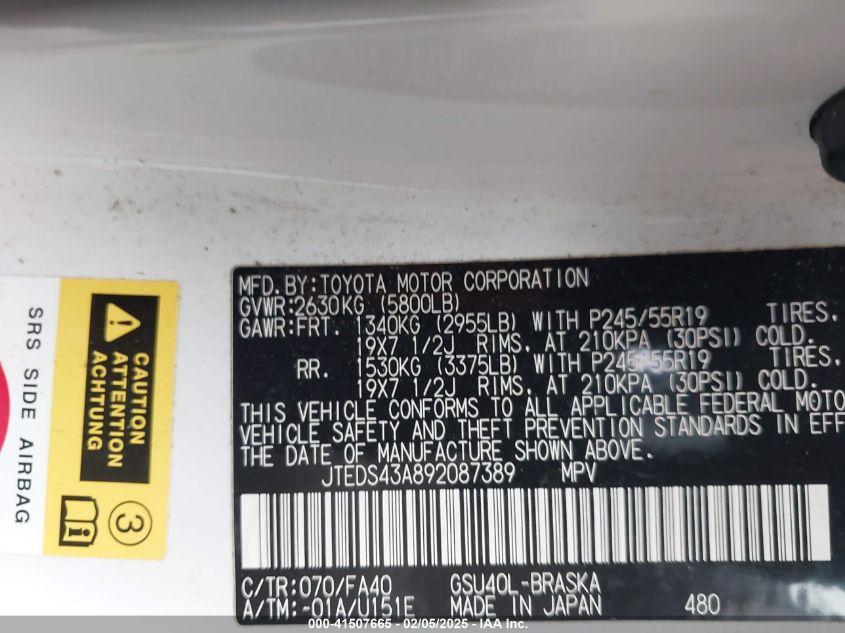 MFD. BY: TOYOTA MOTOR CORPORATION
GVWR: 2630KG (5800LB)
GAWR: FRT. 1340KG (2955LB) WITH P245/55R19 TIRES.
19X7 1/2J RIMS. AT 210KPA (30PSI) COLD.
RR. 1530KG (3375LB) WITH P245/55R19 TIRES.
19X7 1/2J RIMS. AT 210KPA (30PSI) COLD.
THIS VEHICLE CONFORMS TO ALL APPLICABLE FEDERAL MOTO
VEHICLE SAFETY AND THEFT PREVENTION STANDARDS IN EFF
THE DATE OF MANUFACTURE SHOWN ABOVE.
JTEDS43A892087389 MPV
C/TR: 070/FA40 GSU40L-BRASKA
A/TM: -01A/U151E MADE IN JAPAN 480
SRS SIDE AIRBAG
CAUTION
ATTENTION
ACHTUNG
3
000-41507665 - 02/05/2025 - IAA Inc.